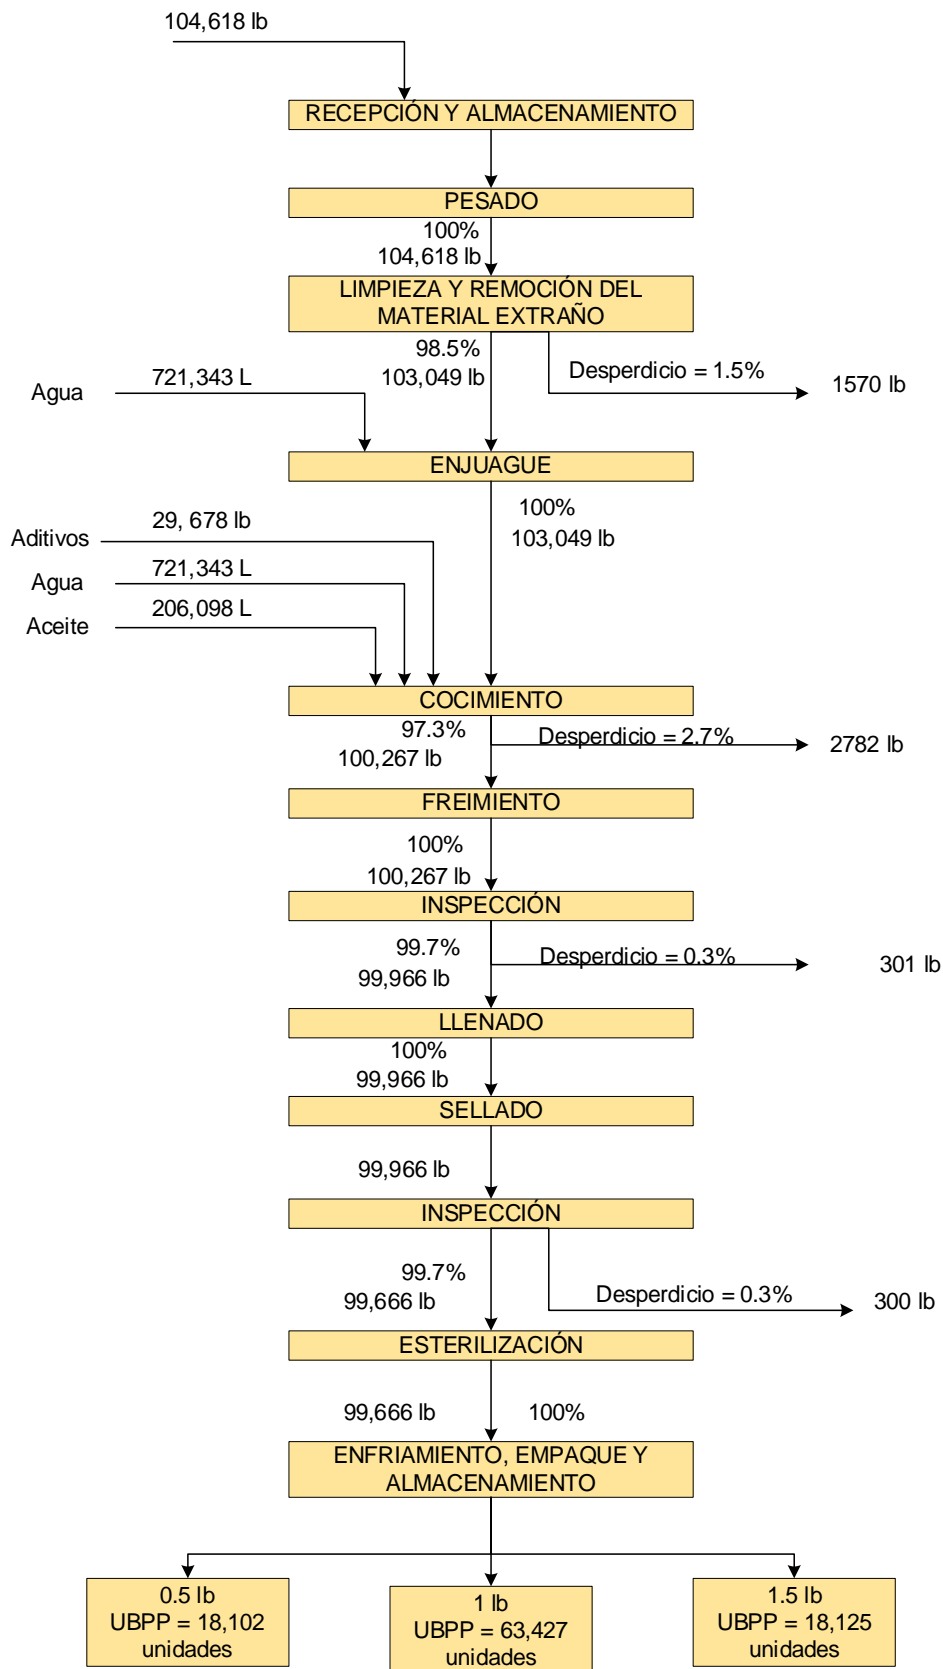 104,618 lb
RECEPCIÓN Y ALMACENAMIENTO
PESADO
100%
104,618 lb
LIMPIEZA Y REMOCIÓN DEL
MATERIAL EXTRAÑO
98.5%
103,049 lb
Desperdicio = 1.5%
1570 lb
Agua
721,343 L
ENJUAGUE
100%
103,049 lb
Aditivos
29, 678 lb
Agua
721,343 L
Aceite
206,098 L
COCIMIENTO
97.3%
100,267 lb
Desperdicio = 2.7%
2782 lb
FREIMIENTO
100%
100,267 lb
INSPECCIÓN
99.7%
99,966 lb
Desperdicio = 0.3%
301 lb
LLENADO
100%
99,966 lb
SELLADO
99,966 lb
INSPECCIÓN
99.7%
99,666 lb
Desperdicio = 0.3%
300 lb
ESTERILIZACIÓN
99,666 lb
100%
ENFRIAMIENTO, EMPAQUE Y
ALMACENAMIENTO
0.5 lb
UBPP = 18,102
unidades
1 lb
UBPP = 63,427
unidades
1.5 lb
UBPP = 18,125
unidades